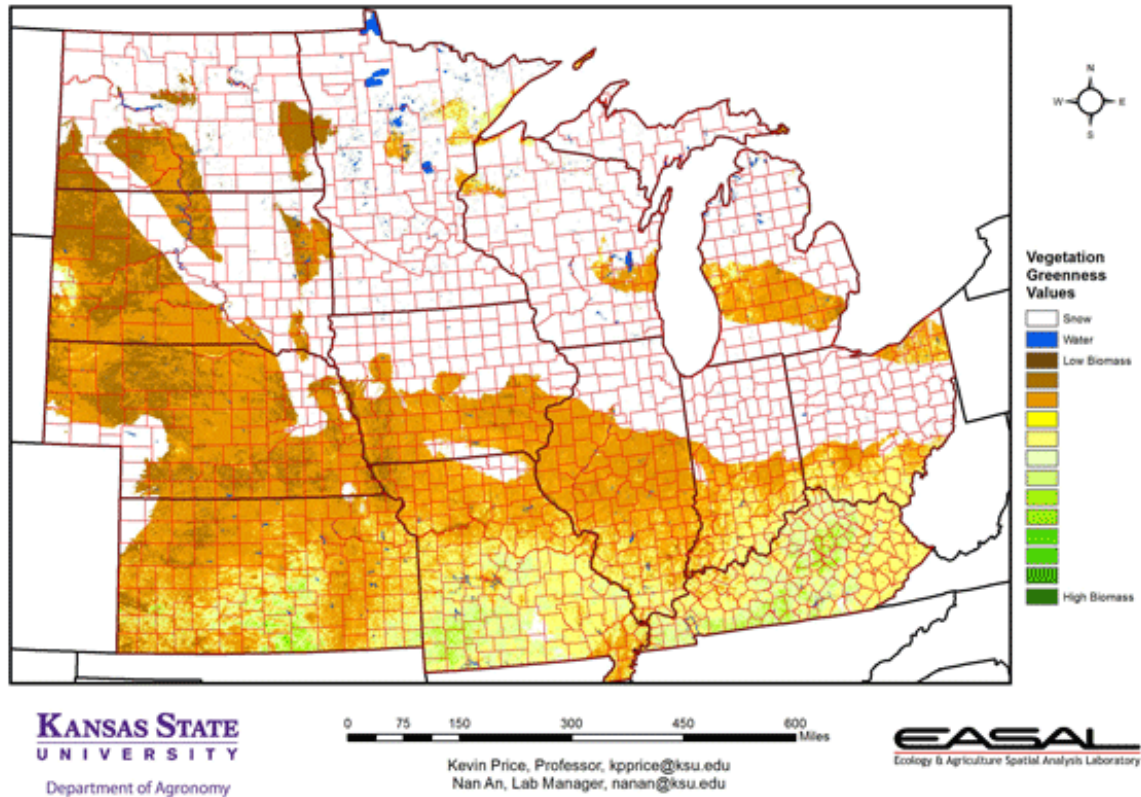 N
W E
S
Vegetation
Greenness
Values
Snow
Water
Low Biomass
High Biomass
KANSAS STATE
UNIVERSITY
Department of Agronomy
0 75 150 300 450 600
Miles
Kevin Price, Professor, kpprice@ksu.edu
Nan An, Lab Manager, nanan@ksu.edu
EASAL
Ecology & Agriculture Spatial Analysis Laboratory